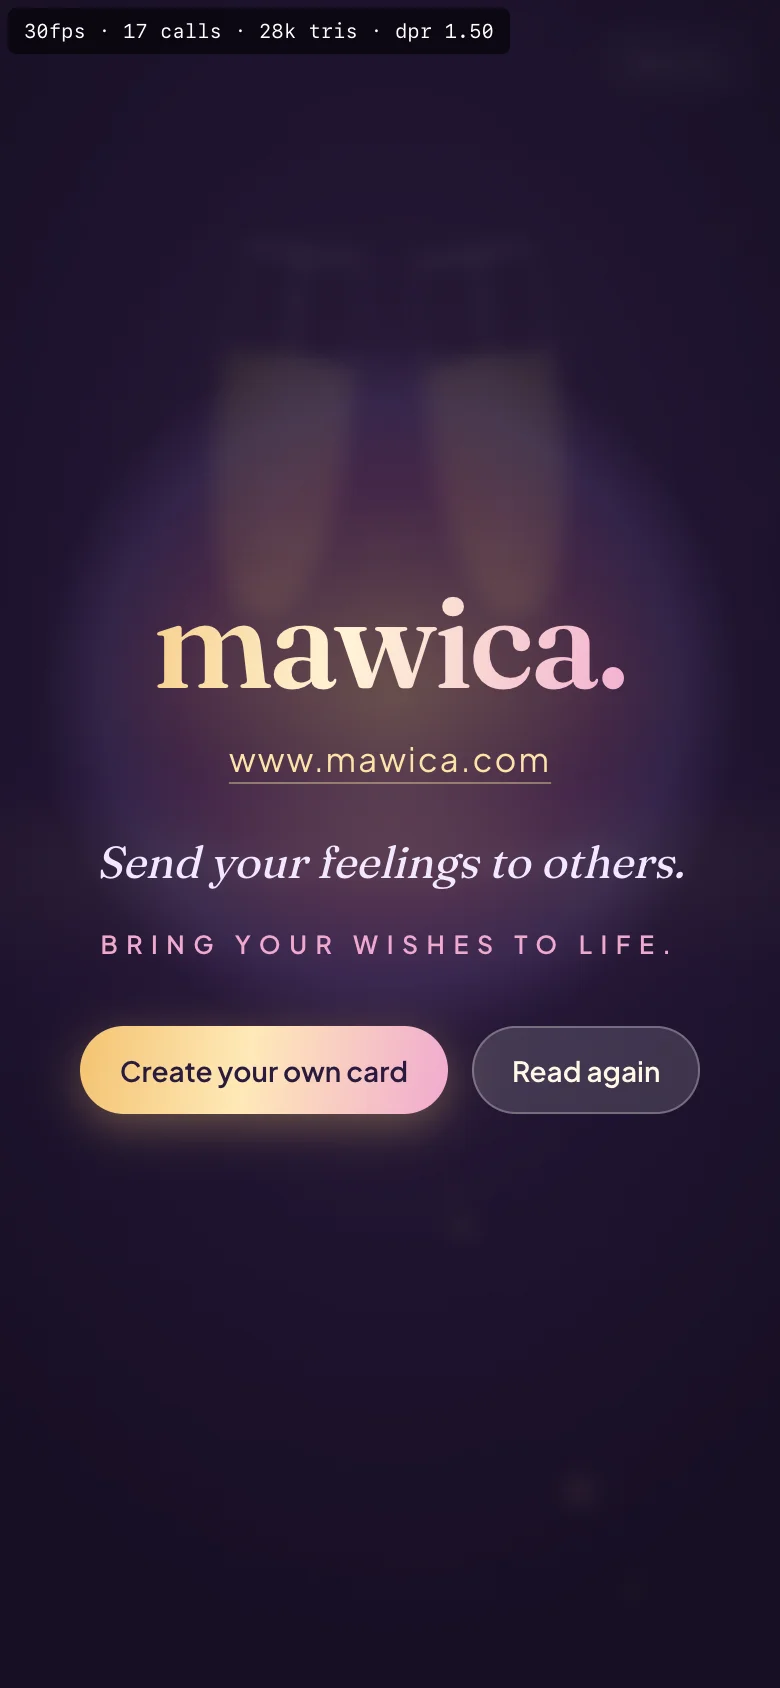 30fps · 17 calls · 28k tris · dpr 1.50
mawica.
www.mawica.com
Send your feelings to others.
BRING YOUR WISHES TO LIFE.
Create your own card
Read again